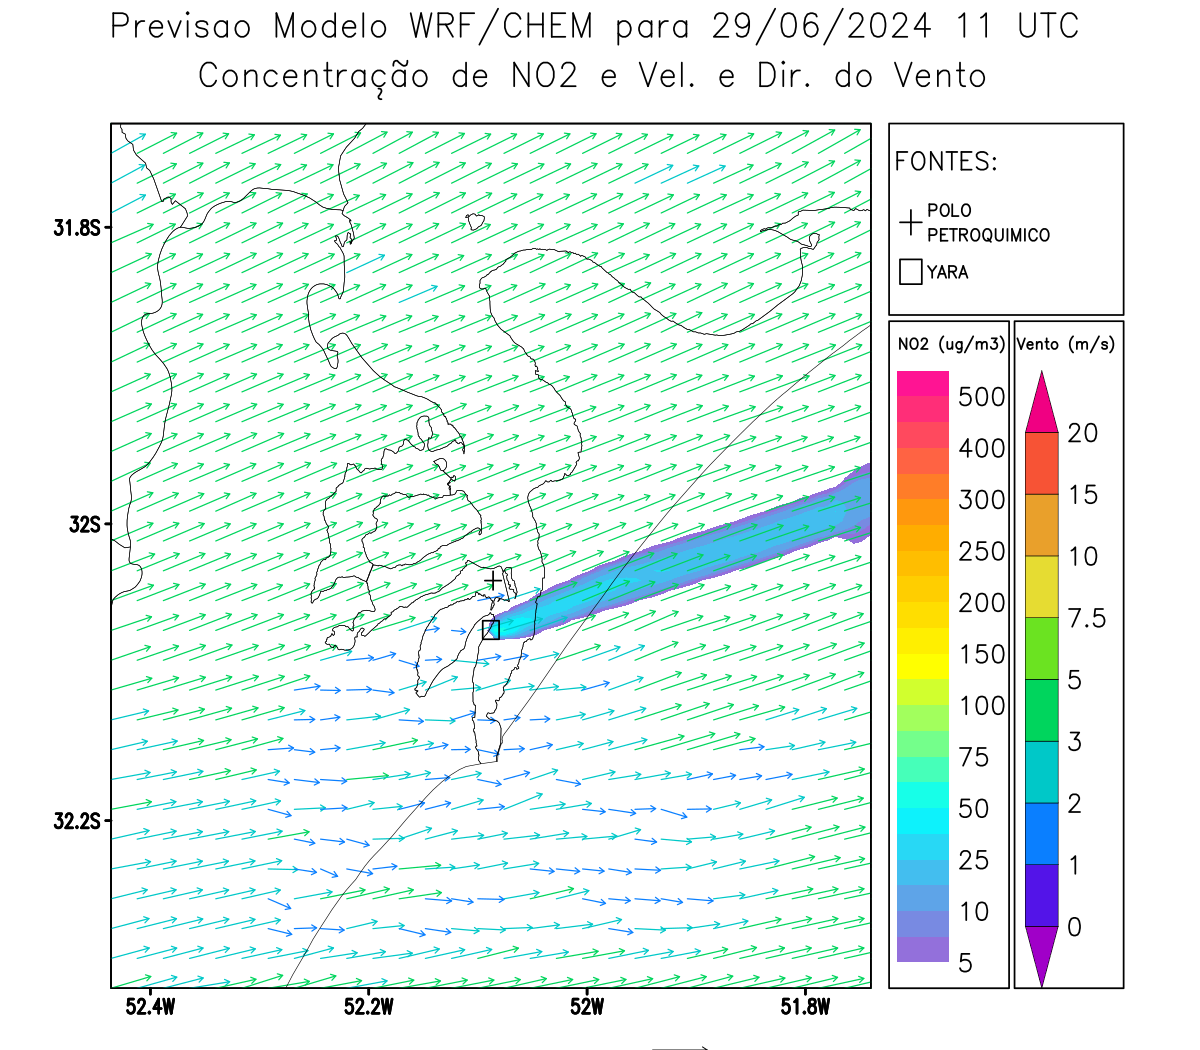 Previsao Modelo WRF/CHEM para 29/06/2024 11 UTC
Concentração de NO2 e Vel. e Dir. do Vento
FONTES:
POLO
PETROQUIMICO
YARA
NO2 (ug/m3)
500
400
300
250
200
150
100
75
50
25
10
5
Vento (m/s)
20
15
10
7.5
5
3
2
1
0
31.8S
32S
32.2S
52.4W
52.2W
52W
51.8W